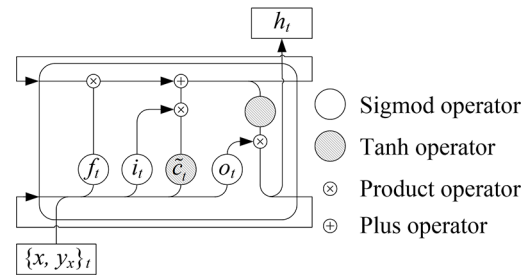 h_t
f_t i_t c̃_t o_t
{x, y_x}_t
Sigmod operator
Tanh operator
Product operator
Plus operator